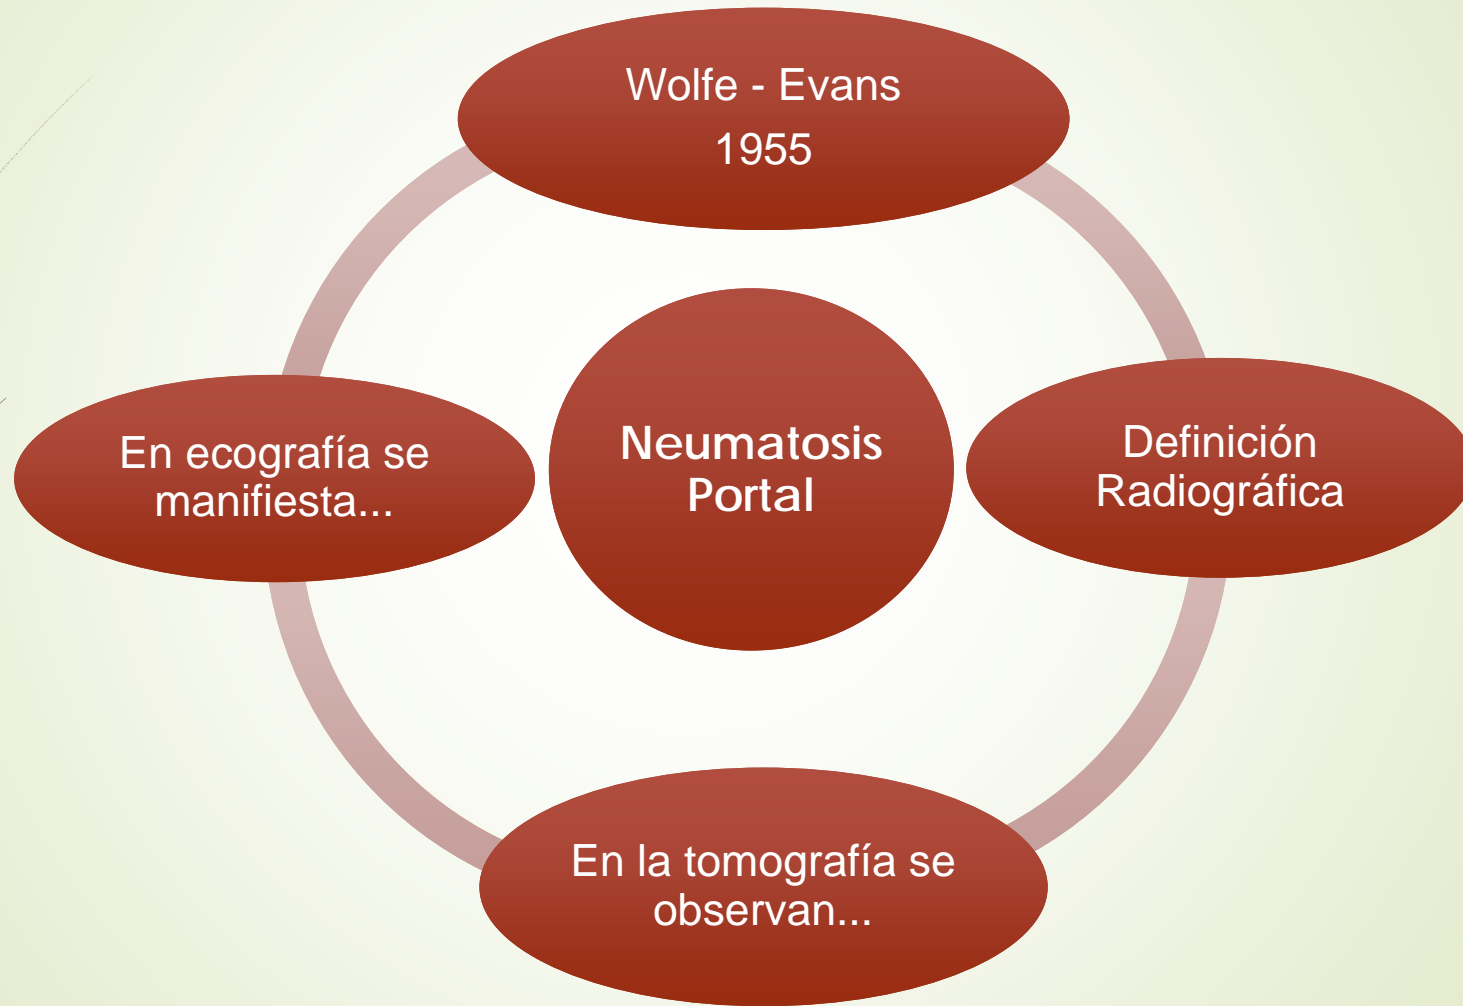 Wolfe - Evans
1955
Neumatosis
Portal
Definición
Radiográfica
En la tomografía se
observan...
En ecografía se
manifiesta...